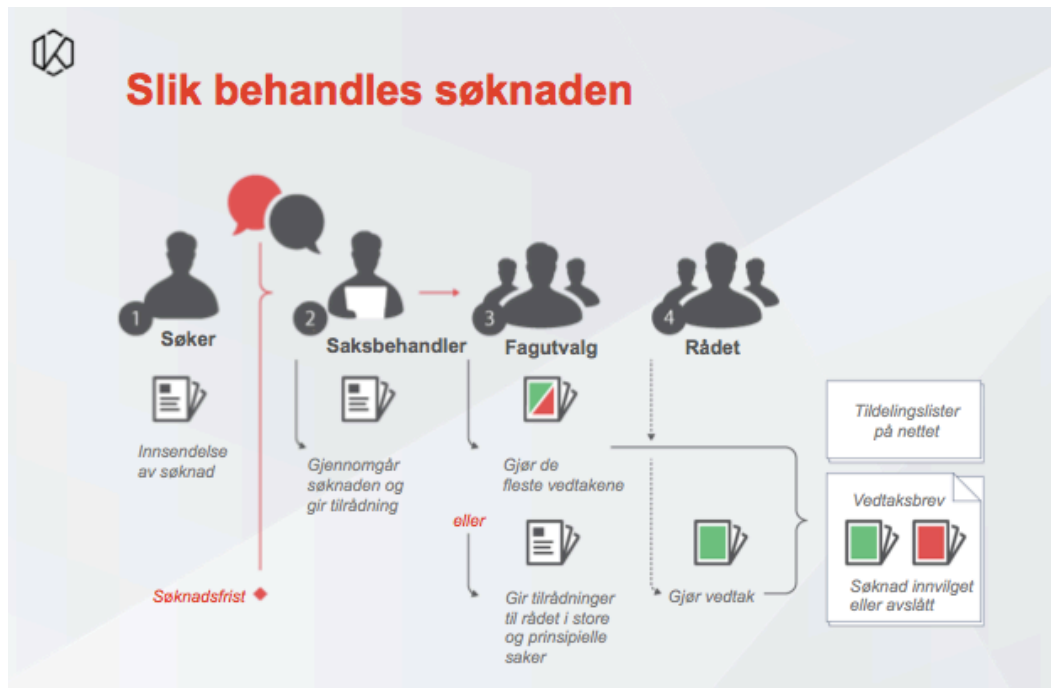 Slik behandles søknaden
1
Søker
2
Saksbehandler
3
Fagutvalg
4
Rådet
Innsendelse
av søknad
Gjennomgår
søknaden og
gir tilrådning
Gjør de
fleste vedtakene
eller
Gir tilrådninger
til rådet i store
og prinsipielle
saker
Gjør vedtak
Søknadsfrist
Tildelingslister
på nettet
Vedtaksbrev
Søknad innvilget
eller avslått